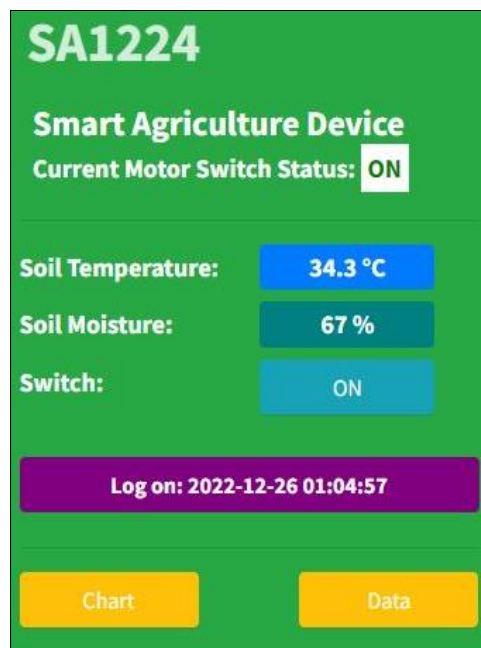 SA1224
Smart Agriculture Device
Current Motor Switch Status: ON
Soil Temperature: 34.3 °C
Soil Moisture: 67 %
Switch: ON
Log on: 2022-12-26 01:04:57
Chart Data